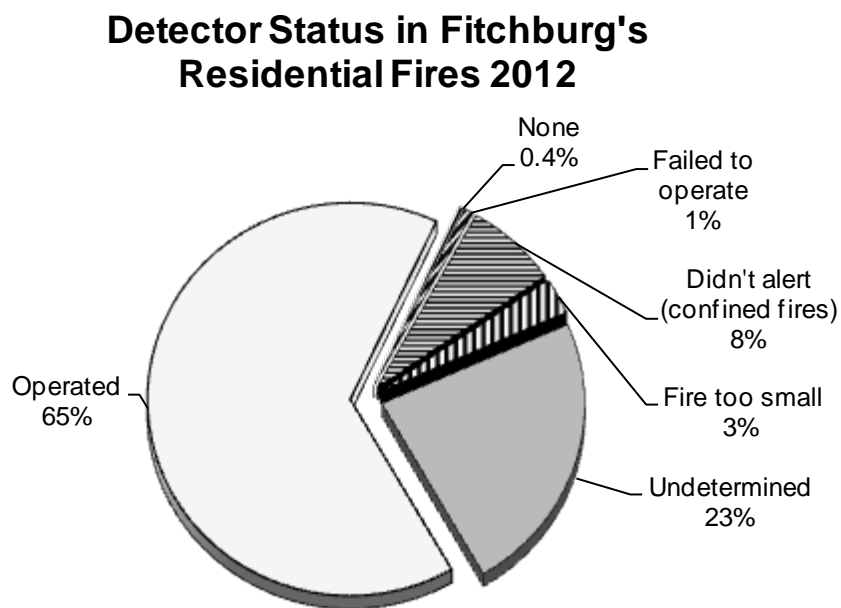 Detector Status in Fitchburg's
Residential Fires 2012
None
0.4%
Failed to
operate
1%
Didn't alert
(confined fires)
8%
Operated
65%
Fire too small
3%
Undetermined
23%